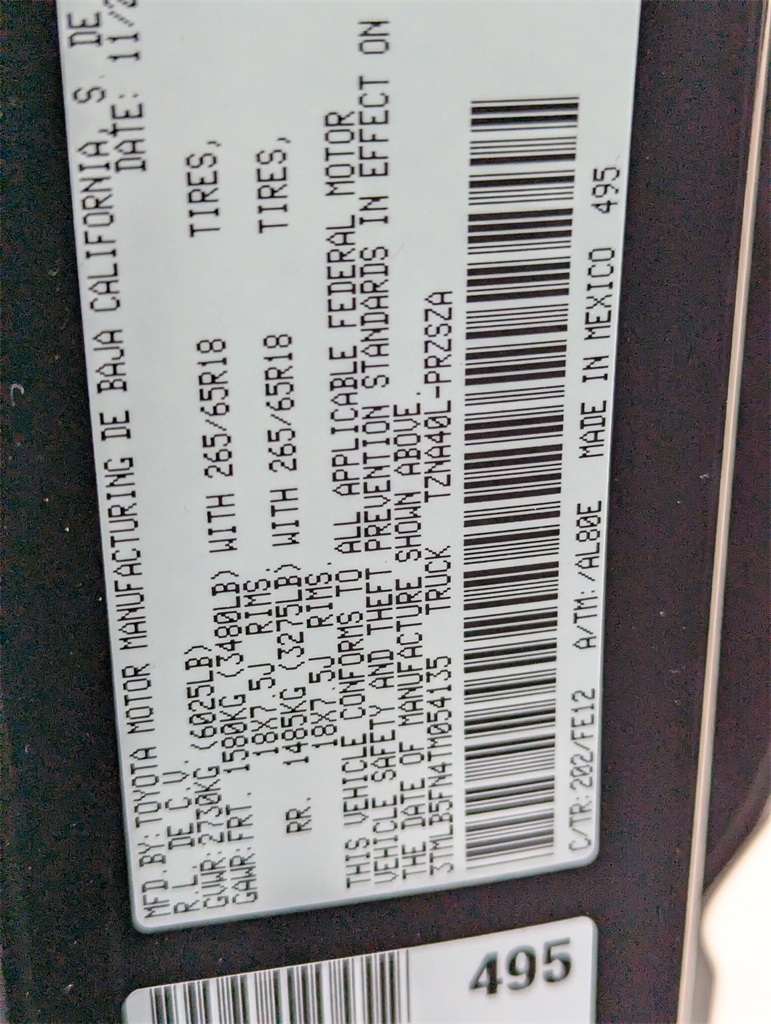 MFD.BY: TOYOTA MOTOR MANUFACTURING DE BAJA CALIFORNIA, S. DE
R.L. DE C.V. DATE: 11/2
GVWR: 2730KG (6025LB)
GAWR: FRT. 1580KG (3480LB) WITH 265/65R18 TIRES,
18X7.5J RIMS
RR. 1485KG (3275LB) WITH 265/65R18 TIRES,
18X7.5J RIMS.
THIS VEHICLE CONFORMS TO ALL APPLICABLE FEDERAL MOTOR
VEHICLE SAFETY AND THEFT PREVENTION STANDARDS IN EFFECT ON
THE DATE OF MANUFACTURE SHOWN ABOVE.
3TMLB5FN4TM054135 TRUCK TZNA40L-PRZSZA
C/TR: 202/FE12 A/TM: /AL80E MADE IN MEXICO 495
495